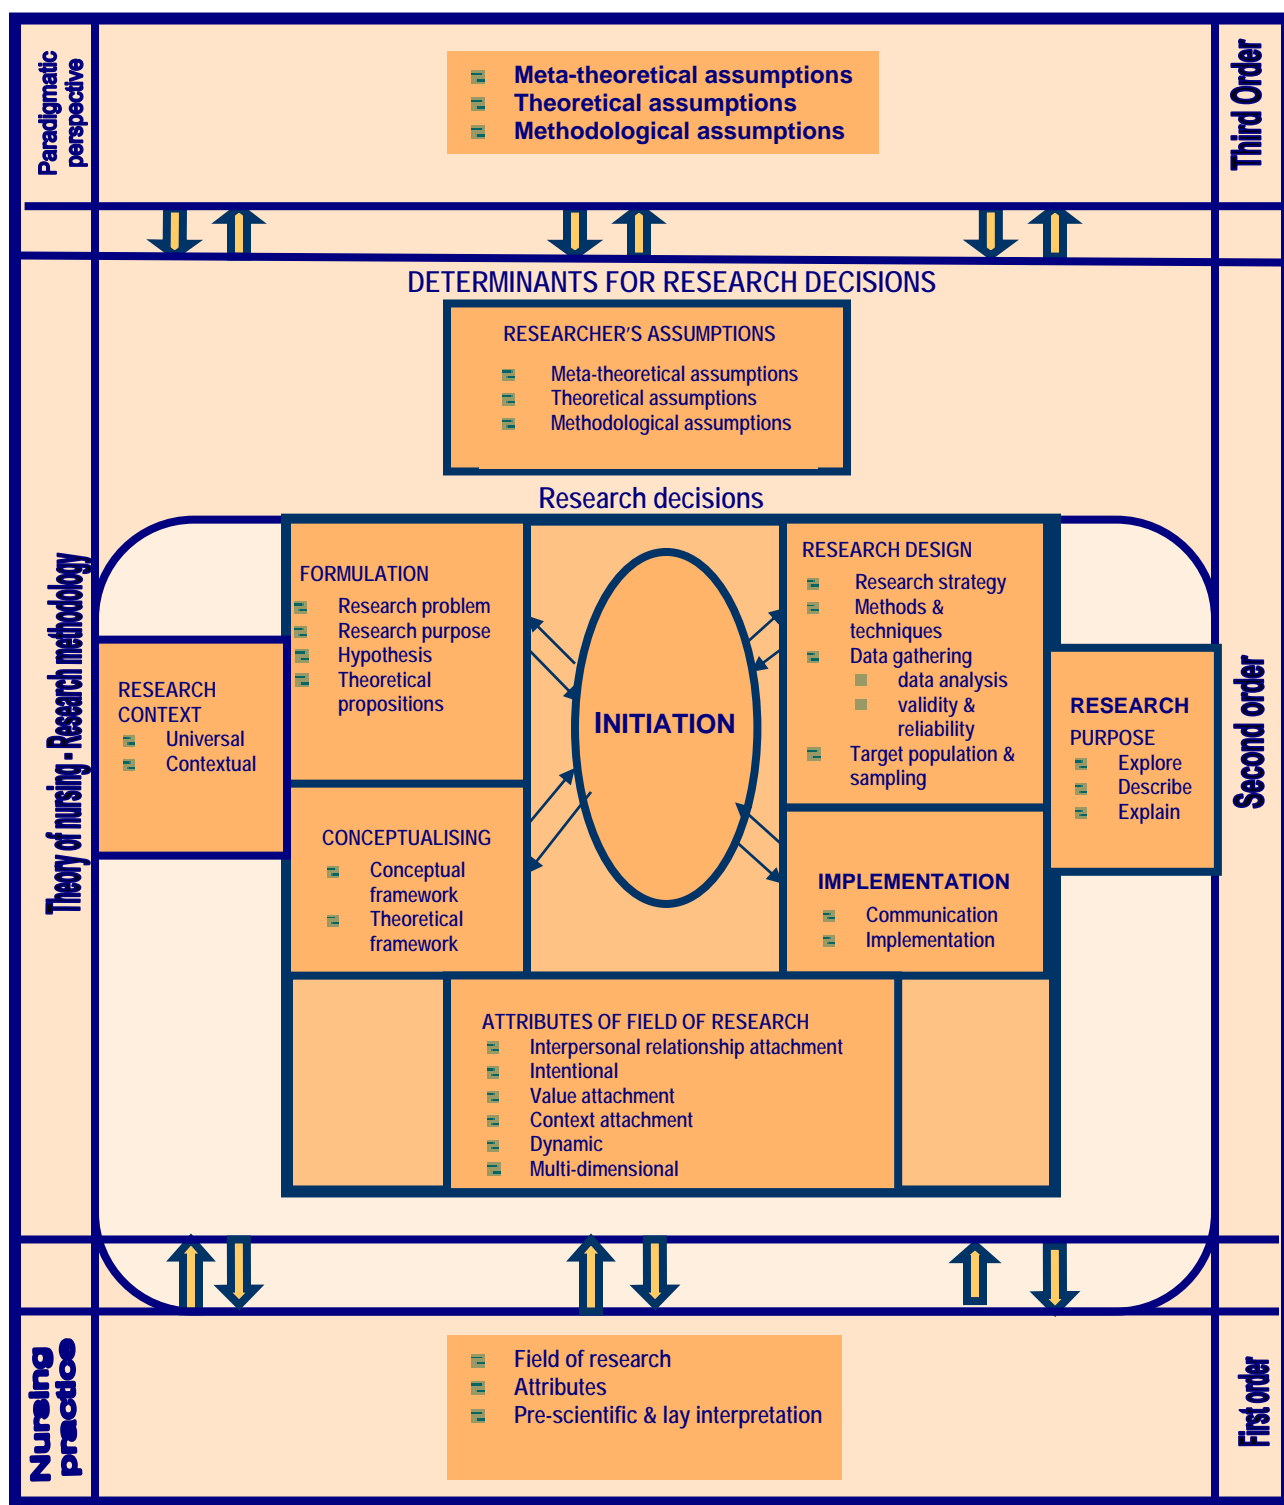 Paradigmatic
perspective
Meta-theoretical assumptions
Theoretical assumptions
Methodological assumptions
Third Order
DETERMINANTS FOR RESEARCH DECISIONS
RESEARCHER'S ASSUMPTIONS
Meta-theoretical assumptions
Theoretical assumptions
Methodological assumptions
Research decisions
Theory of nursing - Research methodology
RESEARCH
CONTEXT
Universal
Contextual
FORMULATION
Research problem
Research purpose
Hypothesis
Theoretical
propositions
CONCEPTUALISING
Conceptual
framework
Theoretical
framework
INITIATION
RESEARCH DESIGN
Research strategy
Methods &
techniques
Data gathering
data analysis
validity &
reliability
Target population &
sampling
IMPLEMENTATION
Communication
Implementation
RESEARCH
PURPOSE
Explore
Describe
Explain
Second order
ATTRIBUTES OF FIELD OF RESEARCH
Interpersonal relationship attachment
Intentional
Value attachment
Context attachment
Dynamic
Multi-dimensional
Nursing
practice
Field of research
Attributes
Pre-scientific & lay interpretation
First order